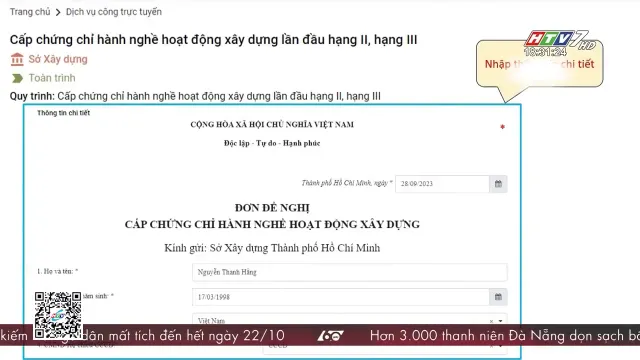 Trang chủ > Dịch vụ công trực tuyến
Cấp chứng chỉ hành nghề hoạt động xây dựng lần đầu hạng II, hạng III
HTV7 HD
18:31:24
Sở Xây dựng
Toàn trình
Nhập chi tiết
Quy trình: Cấp chứng chỉ hành nghề hoạt động xây dựng lần đầu hạng II, hạng III
Thông tin chi tiết
CỘNG HÒA XÃ HỘI CHỦ NGHĨA VIỆT NAM
*
Độc lập - Tự do - Hạnh phúc
Thành phố Hồ Chí Minh, ngày * 28/09/2023
ĐƠN ĐỀ NGHỊ
CẤP CHỨNG CHỈ HÀNH NGHỀ HOẠT ĐỘNG XÂY DỰNG
Kính gửi: Sở Xây dựng Thành phố Hồ Chí Minh
1. Họ và tên: * Nguyễn Thanh Hằng
năm sinh: * 17/03/1998
Việt Nam x
kiếm dân mất tích đến hết ngày 22/10 60 Hơn 3.000 thanh niên Đà Nẵng dọn sạch